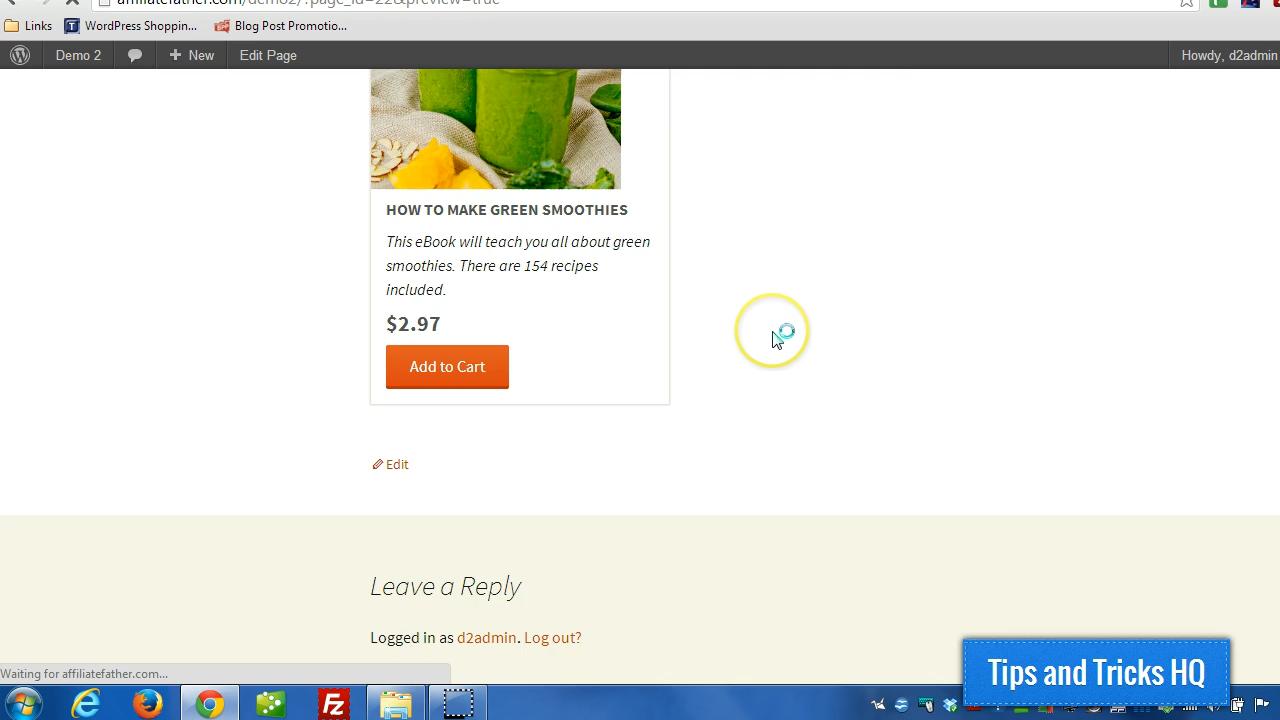 affiliatefather.com/demo2/?page_id=22&preview=true
Links WordPress Shoppin... Blog Post Promotio...
Demo 2 New Edit Page Howdy, d2admin
HOW TO MAKE GREEN SMOOTHIES
This eBook will teach you all about green
smoothies. There are 154 recipes
included.
$2.97
Add to Cart
Edit
Leave a Reply
Logged in as d2admin. Log out?
Waiting for affiliatefather.com...
Tips and Tricks HQ